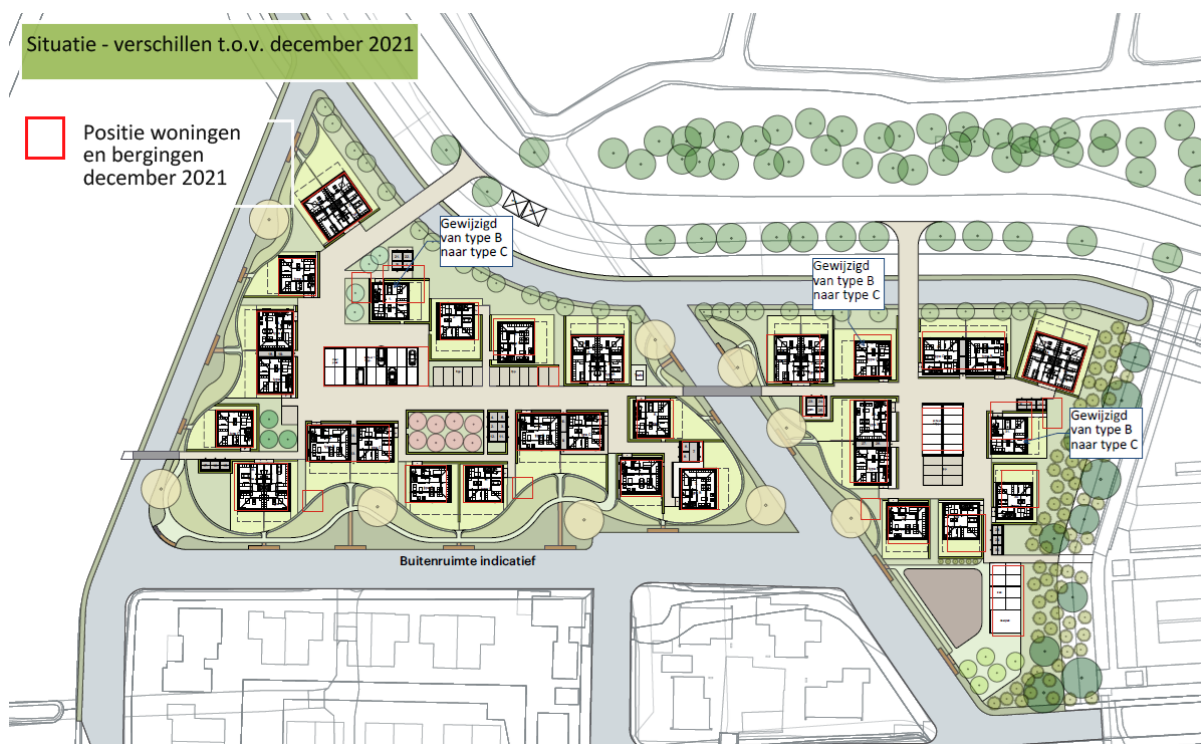 Situatie - verschillen t.o.v. december 2021
Positie woningen
en bergingen
december 2021
Gewijzigd
van type B
naar type C
Gewijzigd
van type B
naar type C
Gewijzigd
van type B
naar type C
Buitenruimte indicatief